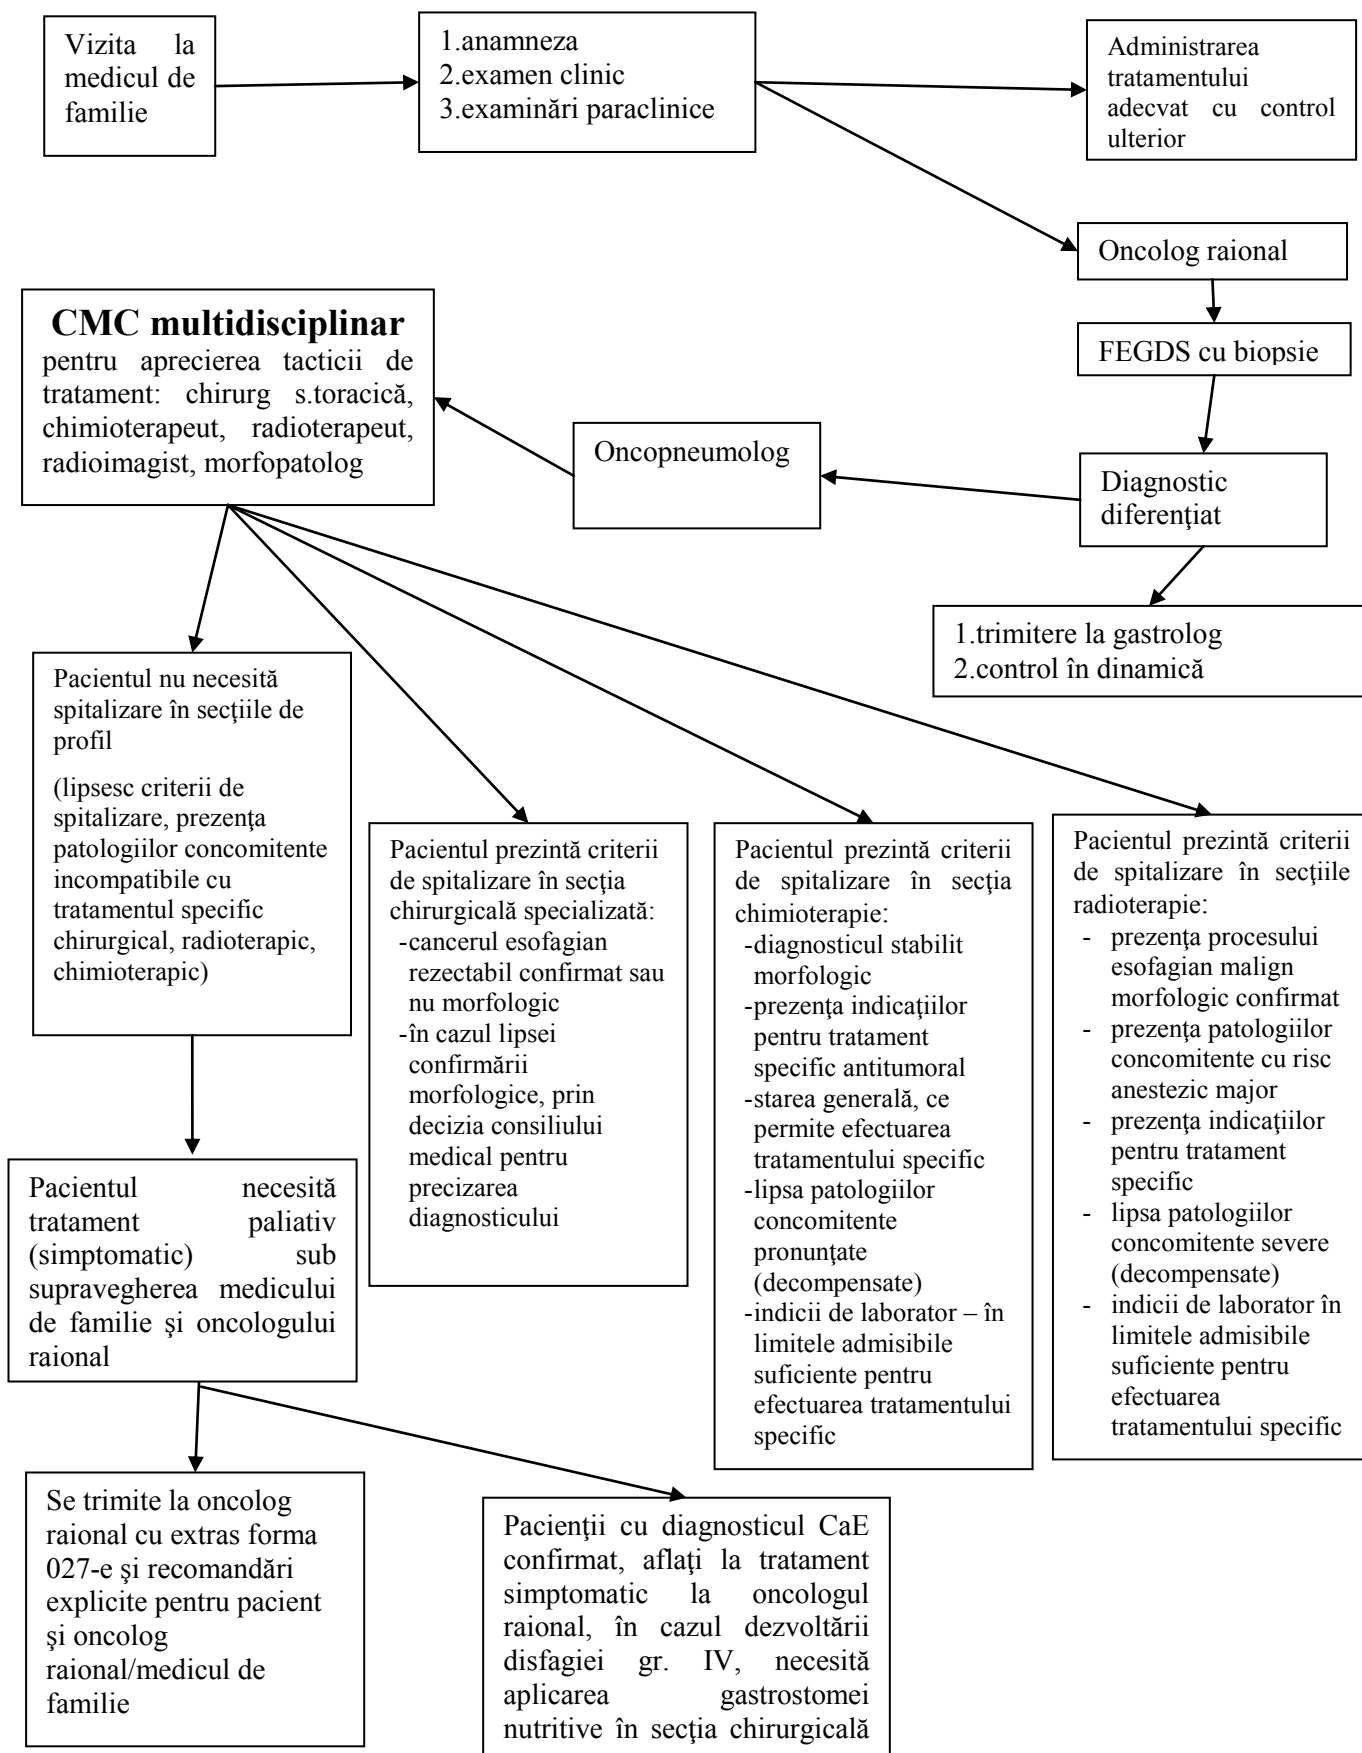 Vizita la
medicul de
familie
1.anamneza
2.examen clinic
3.examinări paraclinice
Administrarea
tratamentului
adecvat cu control
ulterior
Oncolog raional
FEGDS cu biopsie
Diagnostic
diferenţiat
1.trimitere la gastrolog
2.control în dinamică
Oncopneumolog
CMC multidisciplinar
pentru aprecierea tacticii de
tratament: chirurg s.toracică,
chimioterapeut, radioterapeut,
radioimagist, morfopatolog
Pacientul nu necesită
spitalizare în secţiile de
profil
(lipsesc criterii de
spitalizare, prezenţa
patologiilor concomitente
incompatibile cu
tratamentul specific
chirurgical, radioterapic,
chimioterapic)
Pacientul prezintă criterii
de spitalizare în secţia
chirurgicală specializată:
-cancerul esofagian
rezectabil confirmat sau
nu morfologic
-în cazul lipsei
confirmării
morfologice, prin
decizia consiliului
medical pentru
precizarea
diagnosticului
Pacientul prezintă criterii
de spitalizare în secţia
chimioterapie:
-diagnosticul stabilit
morfologic
-prezenţa indicaţiilor
pentru tratament
specific antitumoral
-starea generală, ce
permite efectuarea
tratamentului specific
-lipsa patologiilor
concomitente
pronunţate
(decompensate)
-indicii de laborator – în
limitele admisibile
suficiente pentru
efectuarea tratamentului
specific
Pacientul prezintă criterii
de spitalizare în secţiile
radioterapie:
- prezenţa procesului
esofagian malign
morfologic confirmat
- prezenţa patologiilor
concomitente cu risc
anestezic major
- prezenţa indicaţiilor
pentru tratament
specific
- lipsa patologiilor
concomitente severe
(decompensate)
- indicii de laborator în
limitele admisibile
suficiente pentru
efectuarea
tratamentului specific
Pacientul necesită
tratament paliativ
(simptomatic) sub
supravegherea medicului
de familie şi oncologului
raional
Se trimite la oncolog
raional cu extras forma
027-e şi recomandări
explicite pentru pacient
şi oncolog
raional/medicul de
familie
Pacienţii cu diagnosticul CaE
confirmat, aflaţi la tratament
simptomatic la oncologul
raional, în cazul dezvoltării
disfagiei gr. IV, necesită
aplicarea gastrostomei
nutritive în secţia chirurgicală